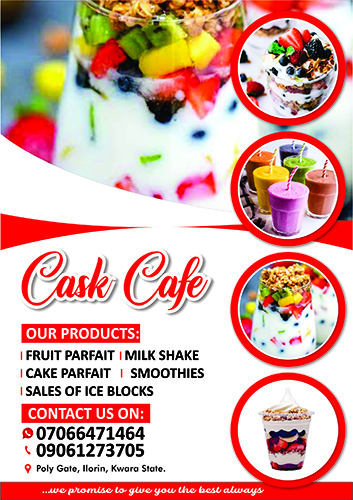 Cask Cafe
OUR PRODUCTS:
FRUIT PARFAIT MILK SHAKE
CAKE PARFAIT SMOOTHIES
SALES OF ICE BLOCKS
CONTACT US ON:
07066471464
09061273705
Poly Gate, Ilorin, Kwara State.
...we promise to give you the best always